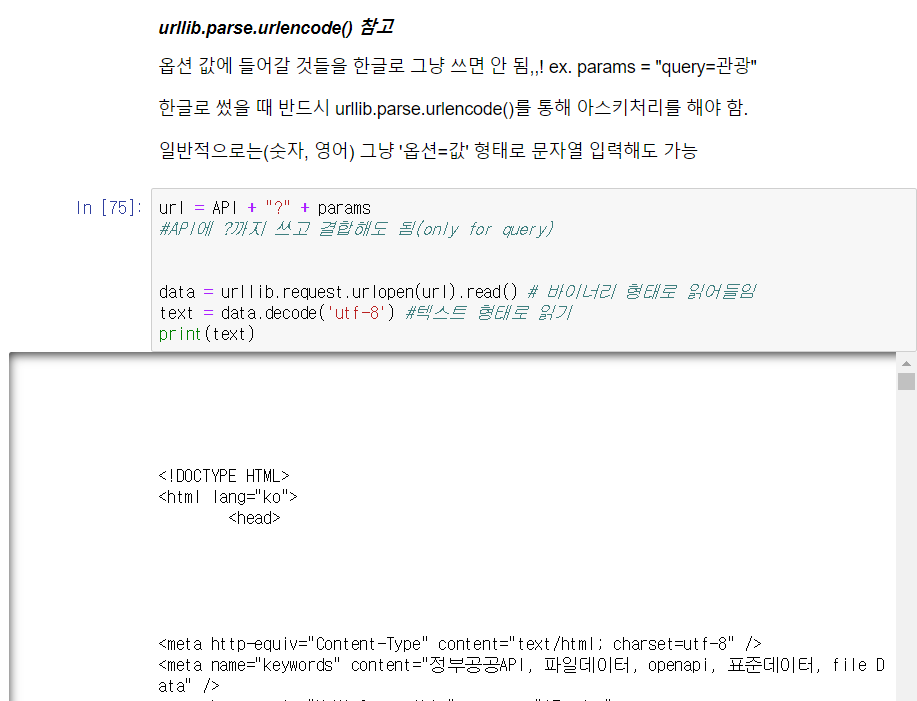 urllib.parse.urlencode() 참고
옵션 값에 들어갈 것들을 한글로 그냥 쓰면 안 됨,,! ex. params = "query=관광"
한글로 썼을 때 반드시 urllib.parse.urlencode()를 통해 아스키처리를 해야 함.
일반적으로는(숫자, 영어) 그냥 '옵션=값' 형태로 문자열 입력해도 가능
In [75]: url = API + "?" + params
#API에 ?까지 쓰고 결합해도 됨(only for query)
data = urllib.request.urlopen(url).read() # 바이너리 형태로 읽어들임
text = data.decode('utf-8') #텍스트 형태로 읽기
print(text)
<!DOCTYPE HTML>
<html lang="ko">
<head>
<meta http-equiv="Content-Type" content="text/html; charset=utf-8" />
<meta name="keywords" content="정부공공API, 파일데이터, openapi, 표준데이터, file D
ata" />